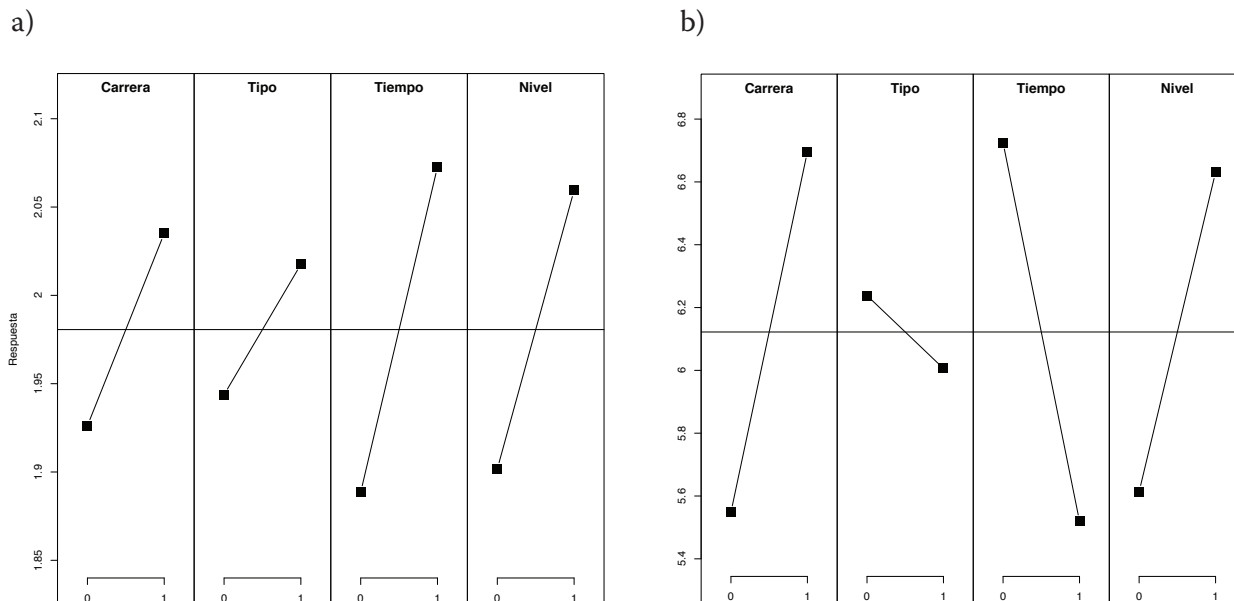 a)
Carrera Tipo Tiempo Nivel
Respuesta
2.1
2.05
2
1.95
1.9
1.85
0 1 0 1 0 1 0 1
b)
Carrera Tipo Tiempo Nivel
6.8
6.6
6.4
6.2
6
5.8
5.6
5.4
0 1 0 1 0 1 0 1